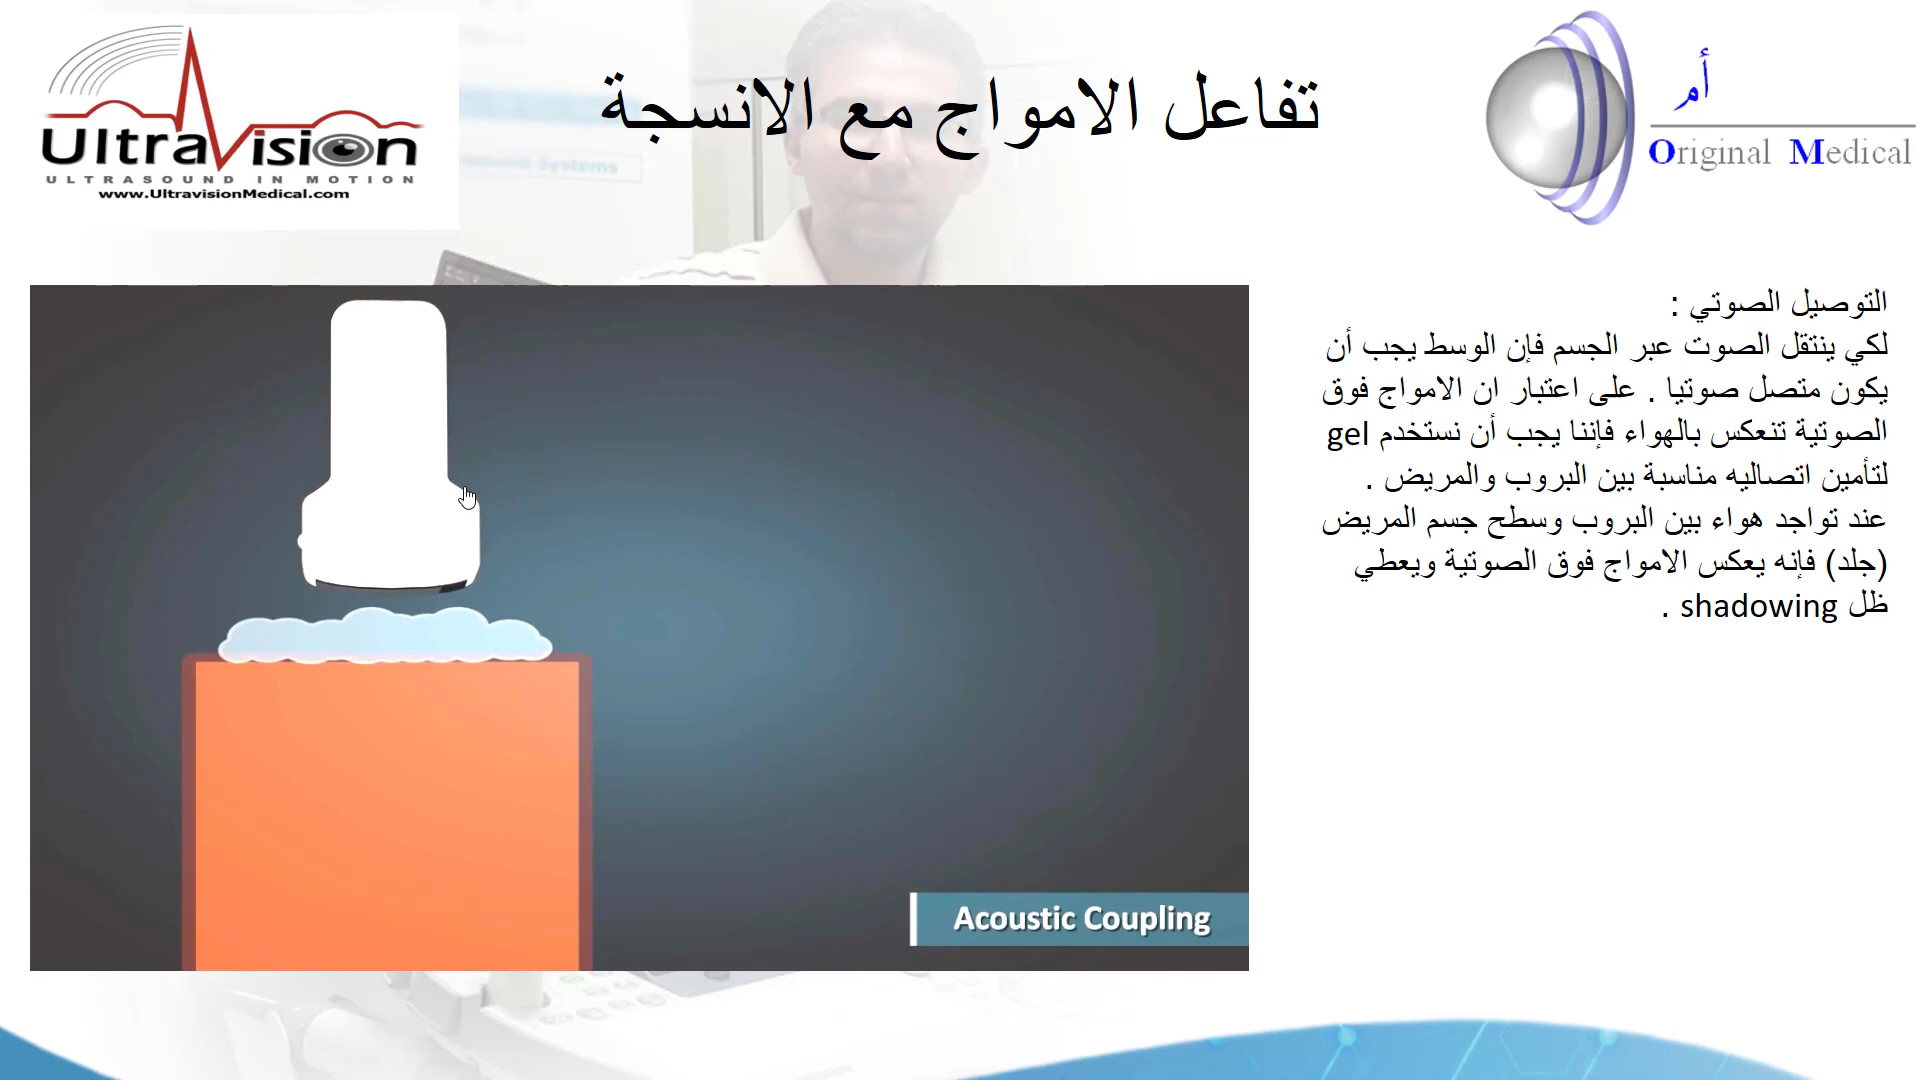 UltraVision
ULTRASOUND IN MOTION
www.UltravisionMedical.com
تفاعل الامواج مع الانسجة
أم
Original Medical
التوصيل الصوتي :
لكي ينتقل الصوت عبر الجسم فإن الوسط يجب أن
يكون متصل صوتيا . على اعتبار ان الامواج فوق
الصوتية تنعكس بالهواء فإننا يجب أن نستخدم gel
لتأمين اتصاليه مناسبة بين البروب والمريض .
عند تواجد هواء بين البروب وسطح جسم المريض
(جلد) فإنه يعكس الامواج فوق الصوتية ويعطي
ظل shadowing .
Acoustic Coupling